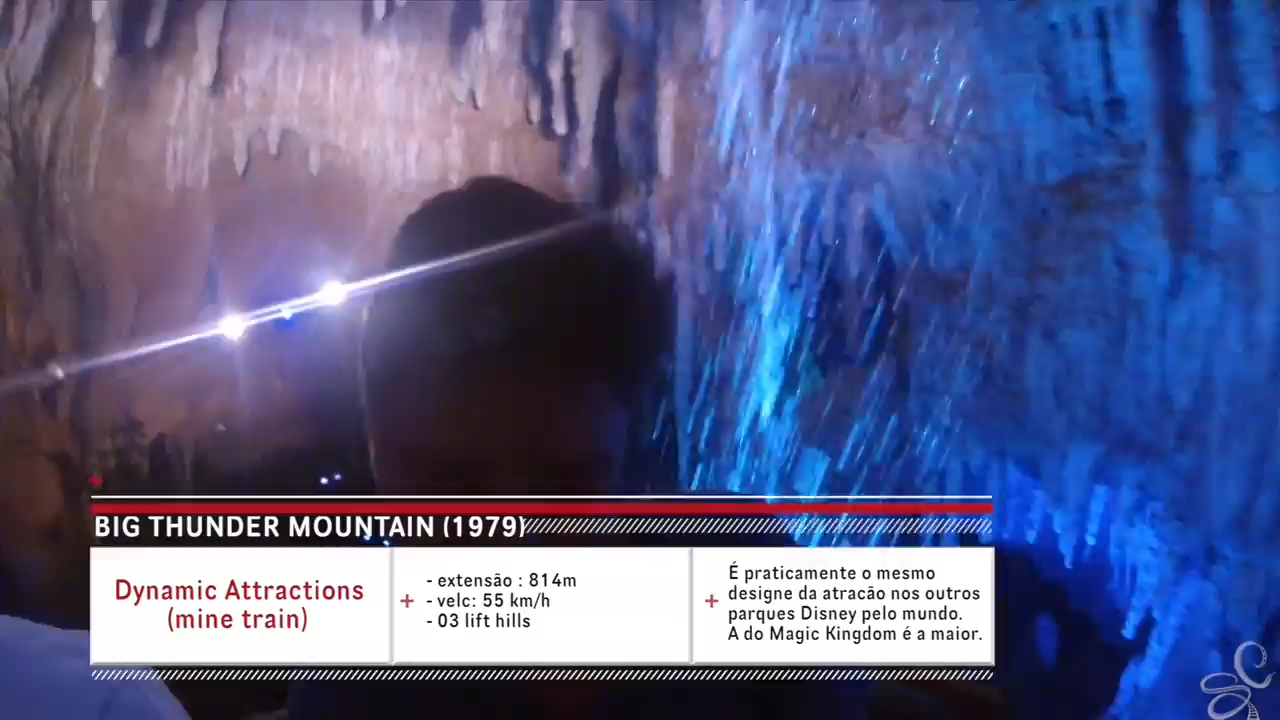 BIG THUNDER MOUNTAIN (1979)
Dynamic Attractions
(mine train)
- extensão : 814m
- velc: 55 km/h
- 03 lift hills
É praticamente o mesmo
designe da atracão nos outros
parques Disney pelo mundo.
A do Magic Kingdom é a maior.